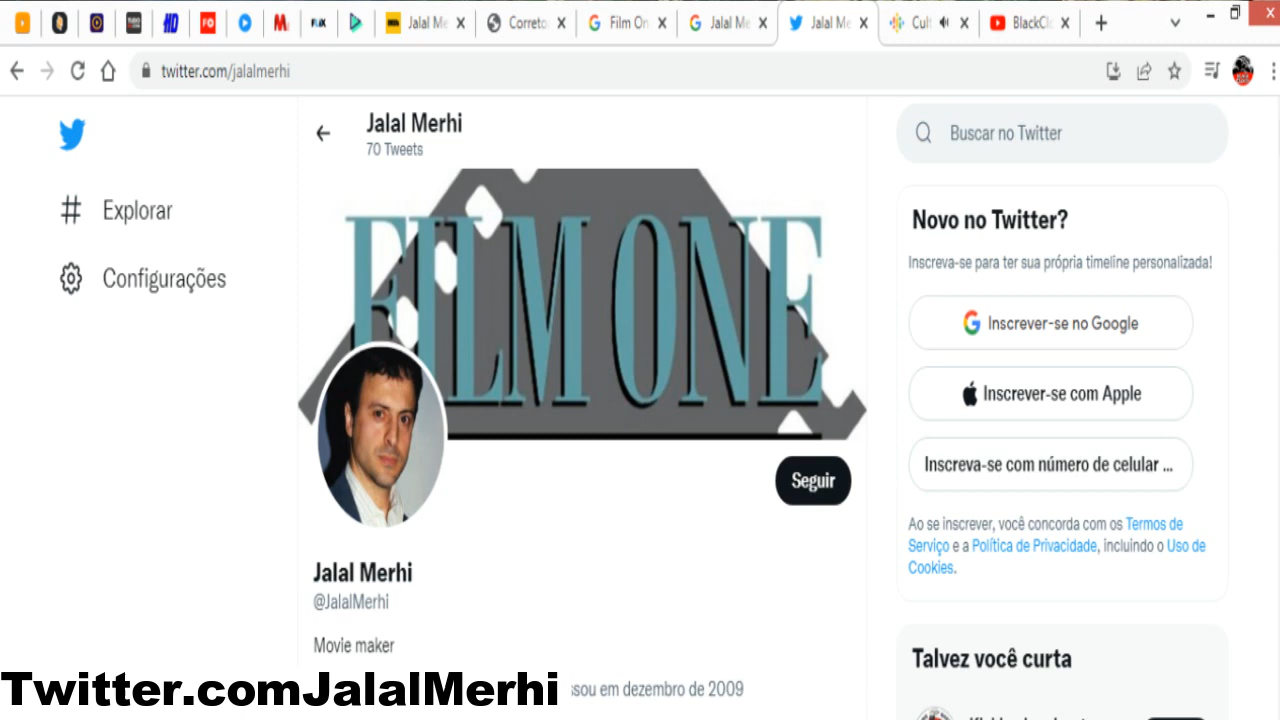 Jalal Me
Correto
Film On
Jalal Me
Jalal Me
Cult
BlackCl
twitter.com/jalalmerhi
Jalal Merhi
70 Tweets
Explorar
Configurações
FILM ONE
Seguir
Jalal Merhi
@JalalMerhi
Movie maker
ssou em dezembro de 2009
Twitter.comJalalMerhi
Buscar no Twitter
Novo no Twitter?
Inscreva-se para ter sua própria timeline personalizada!
Inscrever-se no Google
Inscrever-se com Apple
Inscreva-se com número de celular ...
Ao se inscrever, você concorda com os Termos de
Serviço e a Política de Privacidade, incluindo o Uso de
Cookies.
Talvez você curta